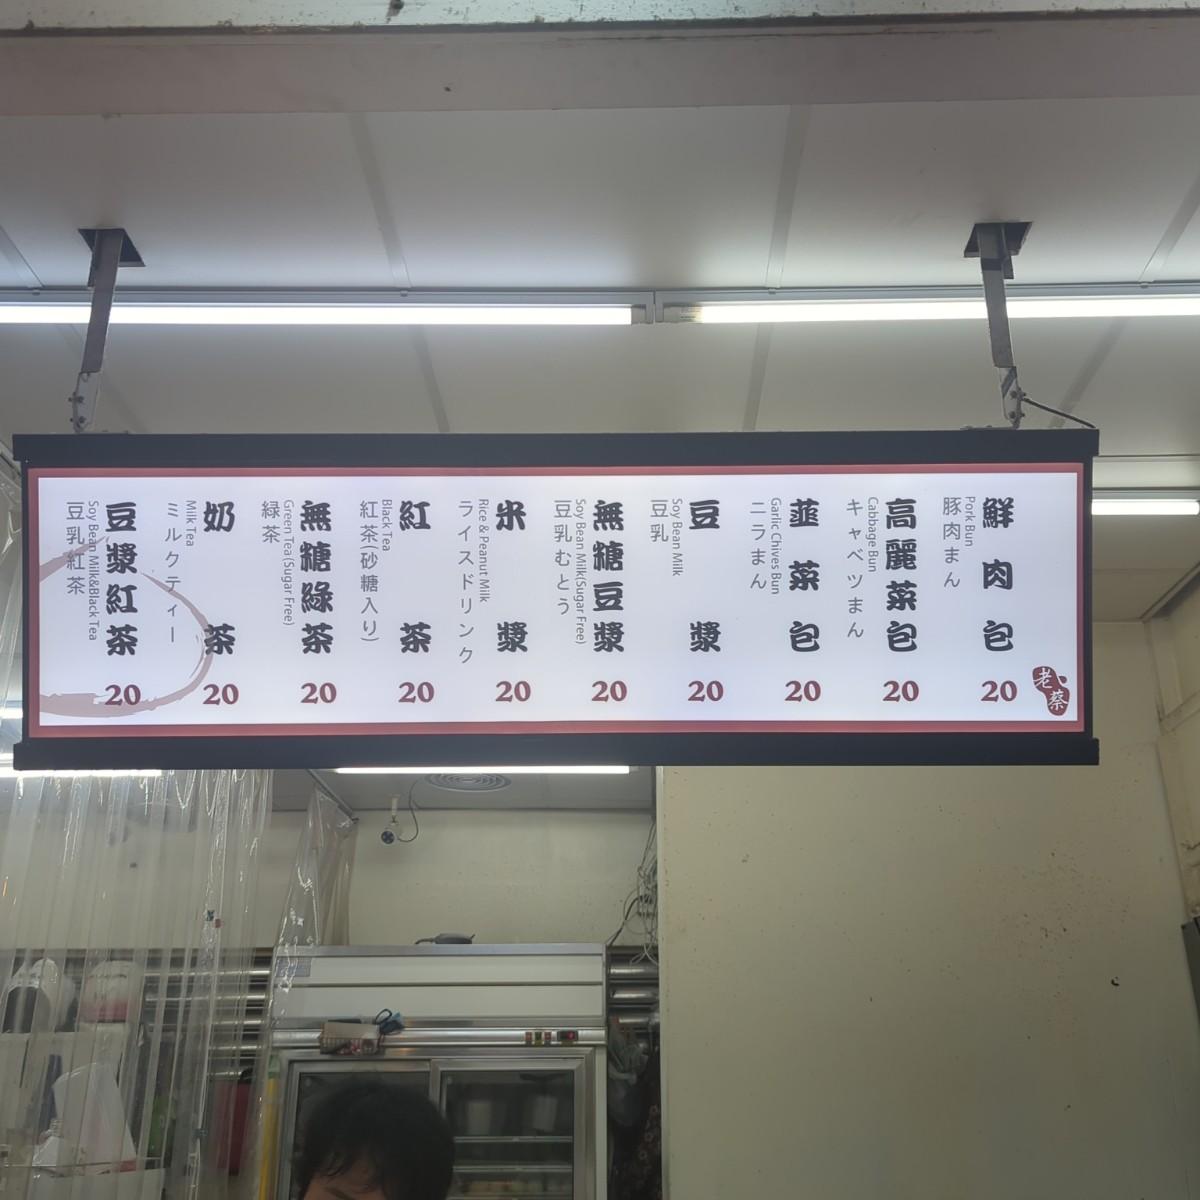 鮮肉包 20
Pork Bun
豚肉まん
高麗菜包 20
Cabbage Bun
キャベツまん
韮菜包 20
Garlic Chives Bun
ニラまん
豆漿 20
Soy Bean Milk
豆乳
無糖豆漿 20
Soy Bean Milk(Sugar Free)
豆乳むとう
米漿 20
Rice & Peanut Milk
ライスドリンク
紅茶 20
Black Tea
紅茶(砂糖入り)
無糖綠茶 20
Green Tea(Sugar Free)
緑茶
奶茶 20
Milk Tea
ミルクティー
豆漿紅茶 20
Soy Bean Milk&Black Tea
豆乳紅茶
老蔡